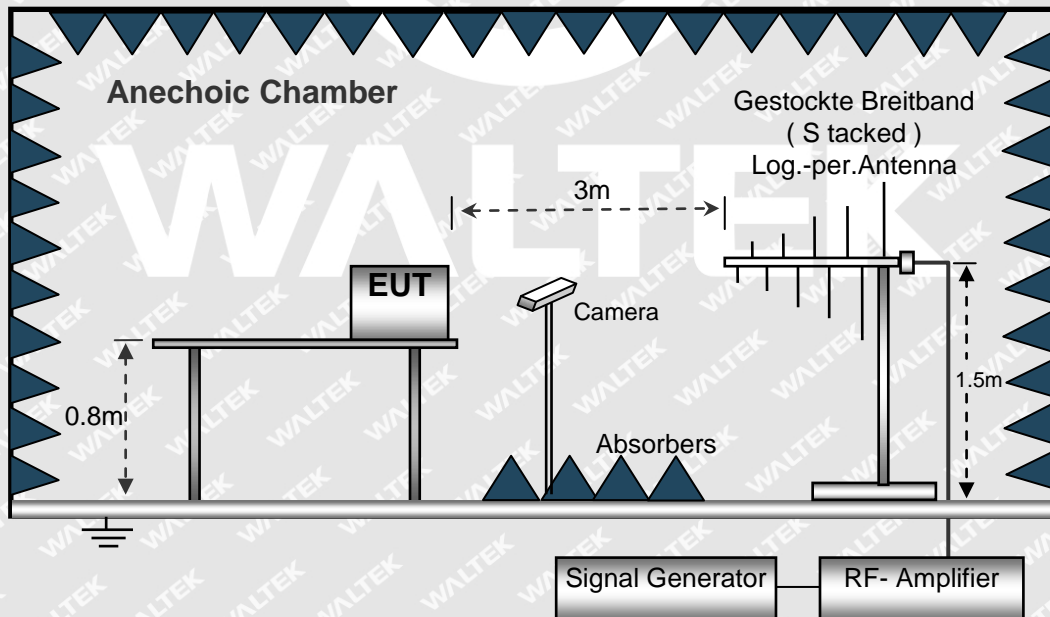 Anechoic Chamber
Gestockte Breitband
( S tacked )
Log.-per.Antenna
3m
WALTEK
EUT
Camera
1.5m
0.8m
Absorbers
Signal Generator
RF- Amplifier